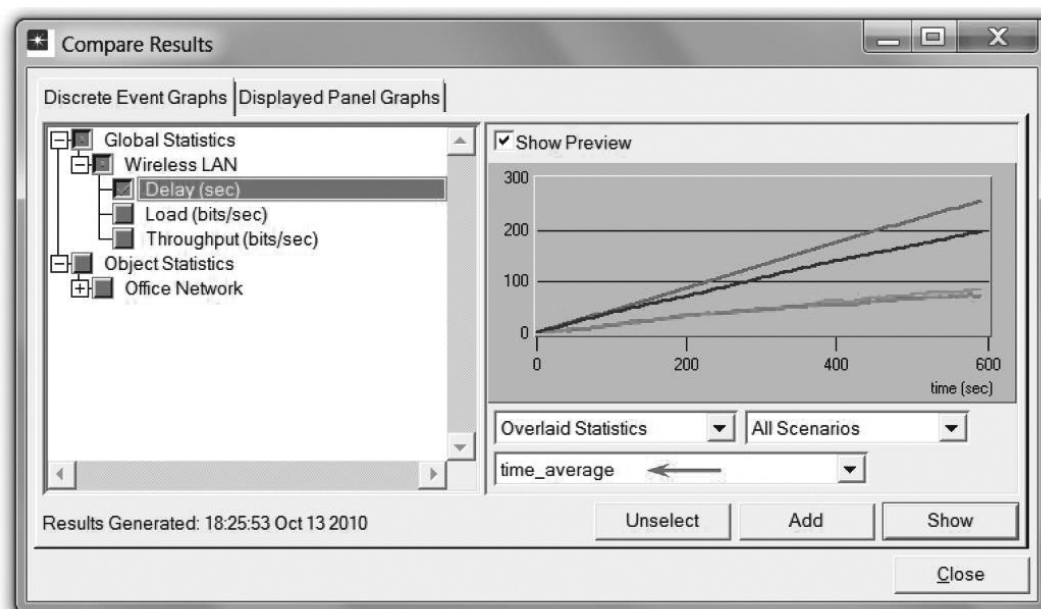 Compare Results
Discrete Event Graphs Displayed Panel Graphs
Global Statistics
Wireless LAN
Delay (sec)
Load (bits/sec)
Throughput (bits/sec)
Object Statistics
Office Network
Show Preview
300
200
100
0
0 200 400 600
time (sec)
Overlaid Statistics All Scenarios
time_average
Results Generated: 18:25:53 Oct 13 2010 Unselect Add Show
Close